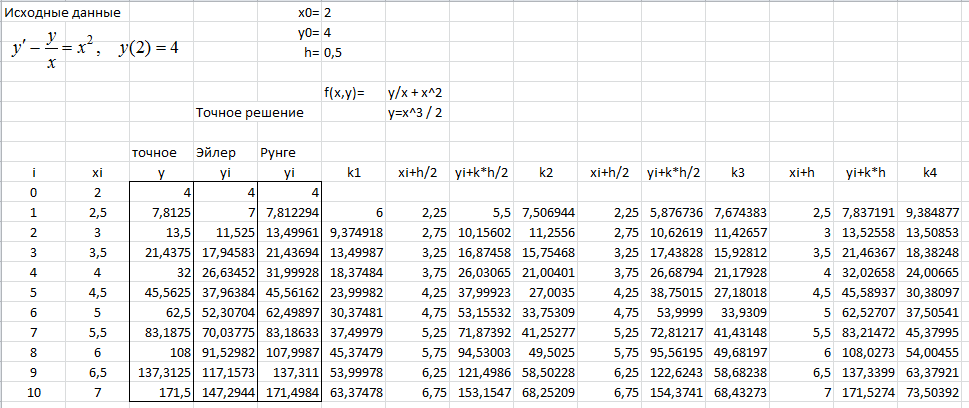 Исходные данные x0= 2
y′ − y/x = x², y(2) = 4 y0= 4
h= 0,5
f(x,y)= y/x + x^2
Точное решение y=x^3 / 2
точное Эйлер Рунге
i xi y yi yi k1 xi+h/2 yi+k*h/2 k2 xi+h/2 yi+k*h/2 k3 xi+h yi+k*h k4
0 2 4 4 4
1 2,5 7,8125 7 7,812294 6 2,25 5,5 7,506944 2,25 5,876736 7,674383 2,5 7,837191 9,384877
2 3 13,5 11,525 13,49961 9,374918 2,75 10,15602 11,2556 2,75 10,62619 11,42657 3 13,52558 13,50853
3 3,5 21,4375 17,94583 21,43694 13,49987 3,25 16,87458 15,75468 3,25 17,43828 15,92812 3,5 21,46367 18,38248
4 4 32 26,63452 31,99928 18,37484 3,75 26,03065 21,00401 3,75 26,68794 21,17928 4 32,02658 24,00665
5 4,5 45,5625 37,96384 45,56162 23,99982 4,25 37,99923 27,0035 4,25 38,75015 27,18018 4,5 45,58937 30,38097
6 5 62,5 52,30704 62,49897 30,37481 4,75 53,15532 33,75309 4,75 53,9999 33,9309 5 62,52707 37,50541
7 5,5 83,1875 70,03775 83,18633 37,49979 5,25 71,87392 41,25277 5,25 72,81217 41,43148 5,5 83,21472 45,37995
8 6 108 91,52982 107,9987 45,37479 5,75 94,53003 49,5025 5,75 95,56195 49,68197 6 108,0273 54,00455
9 6,5 137,3125 117,1573 137,311 53,99978 6,25 121,4986 58,50228 6,25 122,6243 58,68238 6,5 137,3399 63,37921
10 7 171,5 147,2944 171,4984 63,37478 6,75 153,1547 68,25209 6,75 154,3741 68,43273 7 171,5274 73,50392